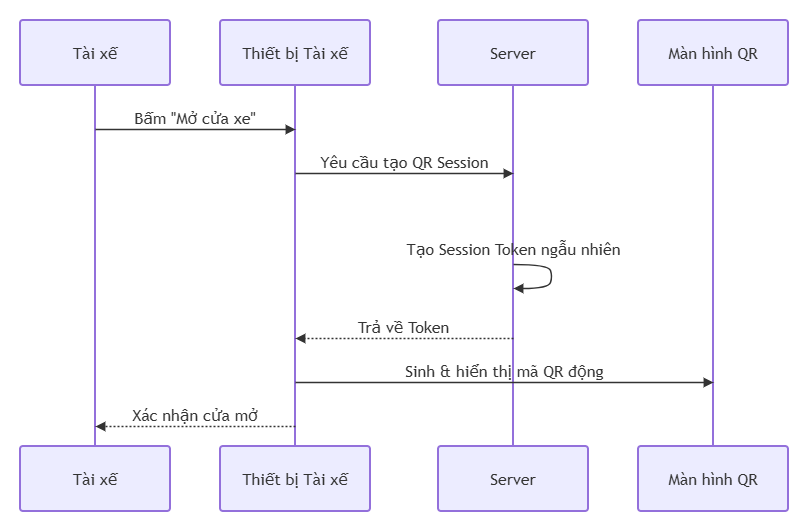 Tài xế
Thiết bị Tài xế
Server
Màn hình QR
Bấm "Mở cửa xe"
Yêu cầu tạo QR Session
Tạo Session Token ngẫu nhiên
Trả về Token
Sinh & hiển thị mã QR động
Xác nhận cửa mở
Tài xế
Thiết bị Tài xế
Server
Màn hình QR